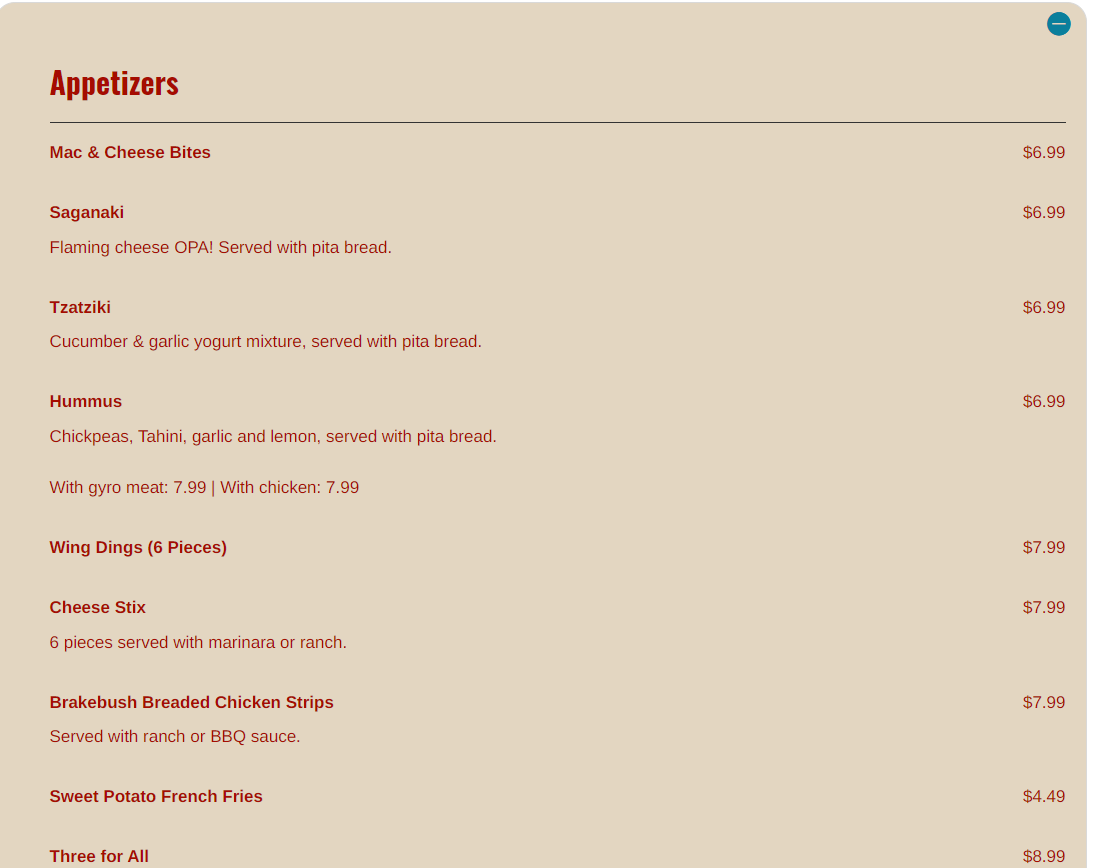 Appetizers
Mac & Cheese Bites $6.99
Saganaki $6.99
Flaming cheese OPA! Served with pita bread.
Tzatziki $6.99
Cucumber & garlic yogurt mixture, served with pita bread.
Hummus $6.99
Chickpeas, Tahini, garlic and lemon, served with pita bread.
With gyro meat: 7.99 | With chicken: 7.99
Wing Dings (6 Pieces) $7.99
Cheese Stix $7.99
6 pieces served with marinara or ranch.
Brakebush Breaded Chicken Strips $7.99
Served with ranch or BBQ sauce.
Sweet Potato French Fries $4.49
Three for All $8.99